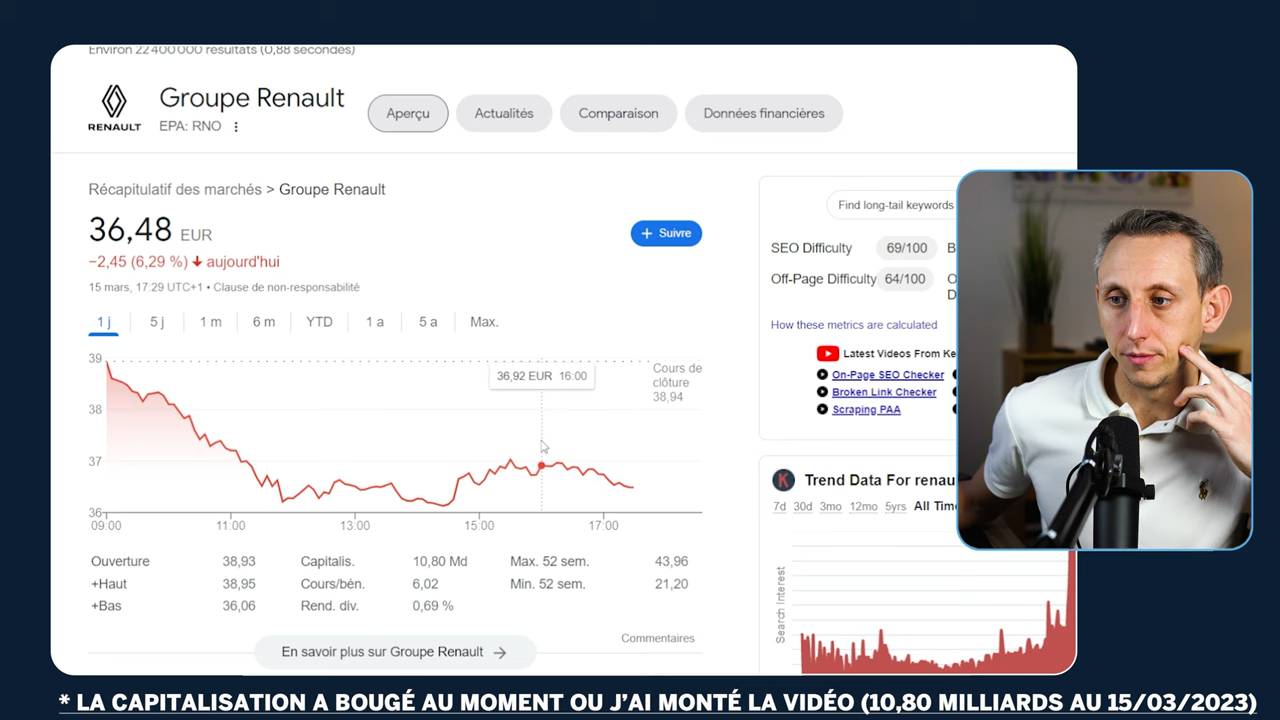 Environ 22 400 000 résultats (0,88 secondes)
RENAULT
Groupe Renault
EPA: RNO
Aperçu
Actualités
Comparaison
Données financières
Récapitulatif des marchés > Groupe Renault
36,48 EUR
−2,45 (6,29 %) aujourd'hui
15 mars, 17:29 UTC+1 • Clause de non-responsabilité
+ Suivre
1 j
5 j
1 m
6 m
YTD
1 a
5 a
Max.
39
38
37
36
36,92 EUR 16:00
Cours de
clôture
38,94
09:00
11:00
13:00
15:00
17:00
Ouverture 38,93
Capitalis. 10,80 Md
Max. 52 sem. 43,96
+Haut 38,95
Cours/bén. 6,02
Min. 52 sem. 21,20
+Bas 36,06
Rend. div. 0,69 %
Commentaires
En savoir plus sur Groupe Renault
Find long-tail keywords
SEO Difficulty 69/100 B
Off-Page Difficulty 64/100 O
D
How these metrics are calculated
Latest Videos From Ke
On-Page SEO Checker
Broken Link Checker
Scraping PAA
K
Trend Data For renau
7d 30d 3mo 12mo 5yrs All Time
Search Interest
* LA CAPITALISATION A BOUGÉ AU MOMENT OU J'AI MONTÉ LA VIDÉO (10,80 MILLIARDS AU 15/03/2023)